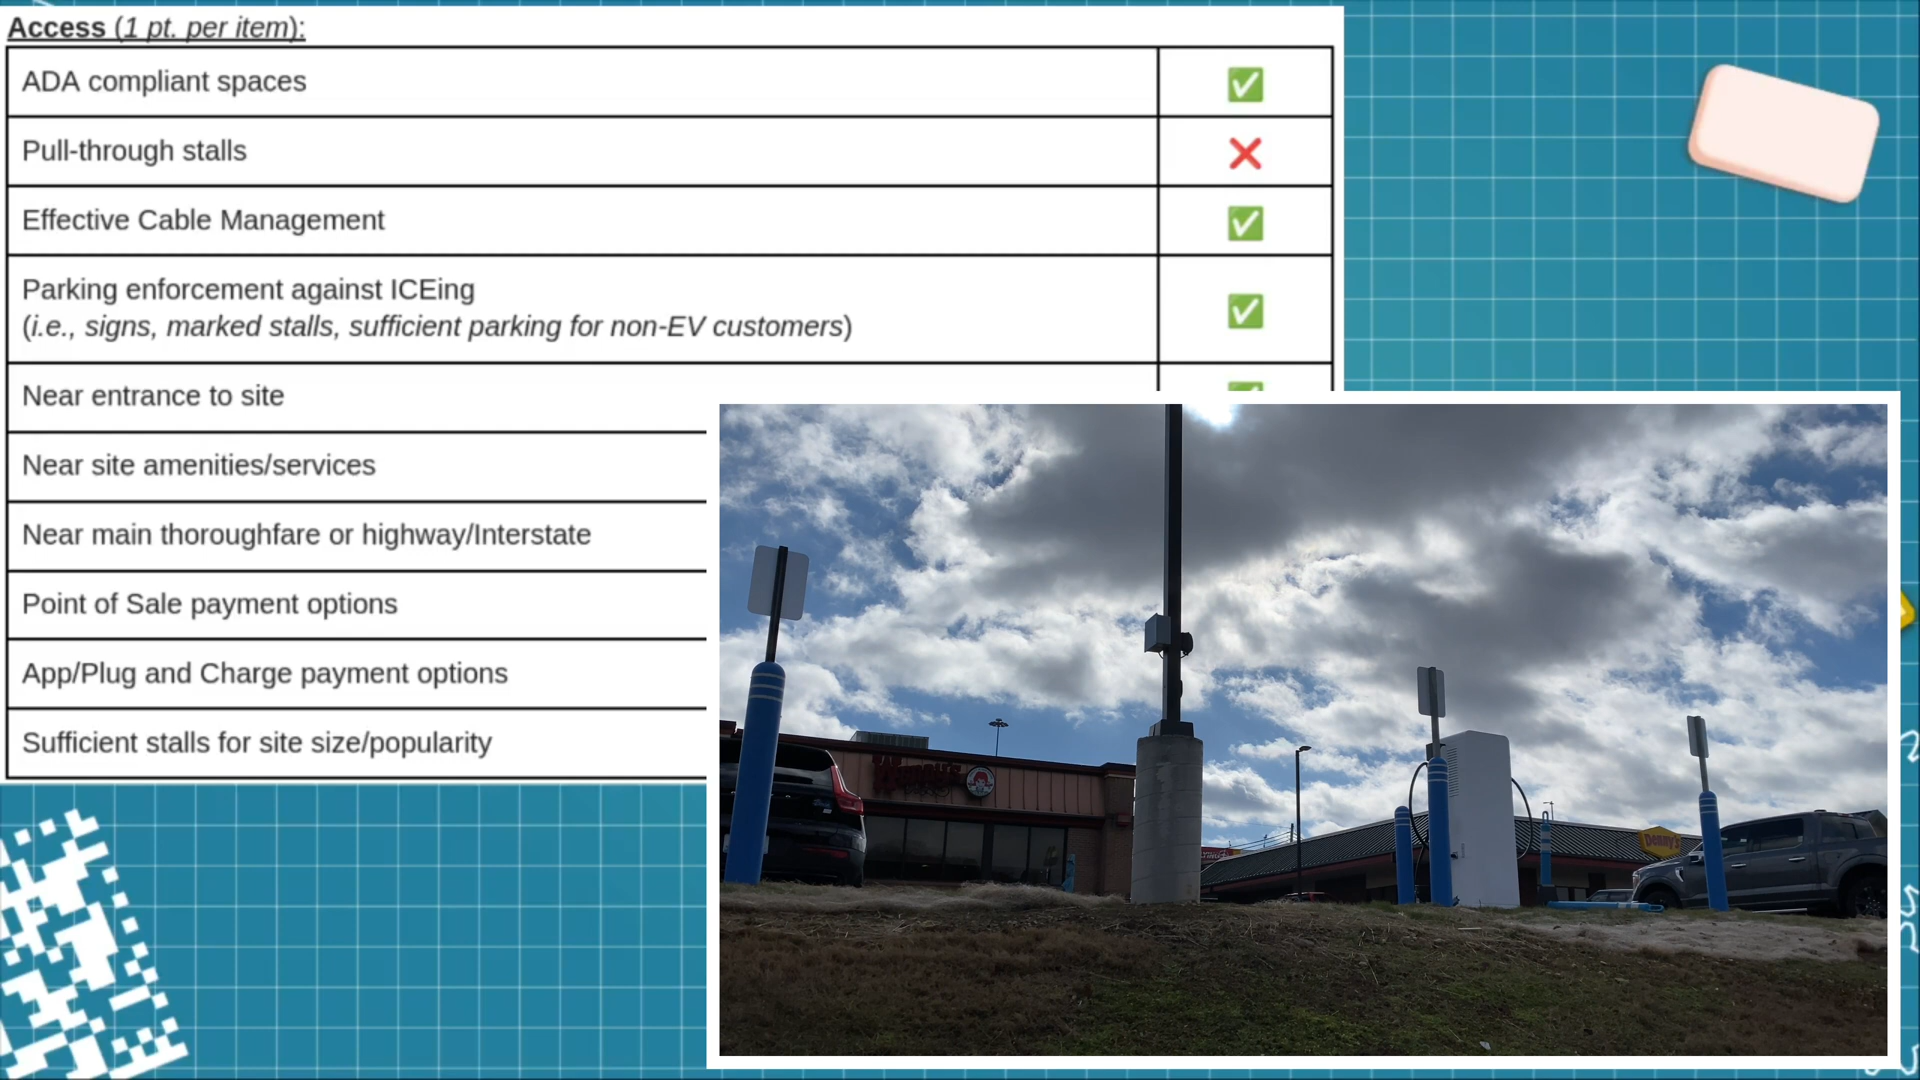 Access (1 pt. per item):
ADA compliant spaces ✅
Pull-through stalls ❌
Effective Cable Management ✅
Parking enforcement against ICEing
(i.e., signs, marked stalls, sufficient parking for non-EV customers) ✅
Near entrance to site
Near site amenities/services
Near main thoroughfare or highway/Interstate
Point of Sale payment options
App/Plug and Charge payment options
Sufficient stalls for site size/popularity
Wendy's
Denny's